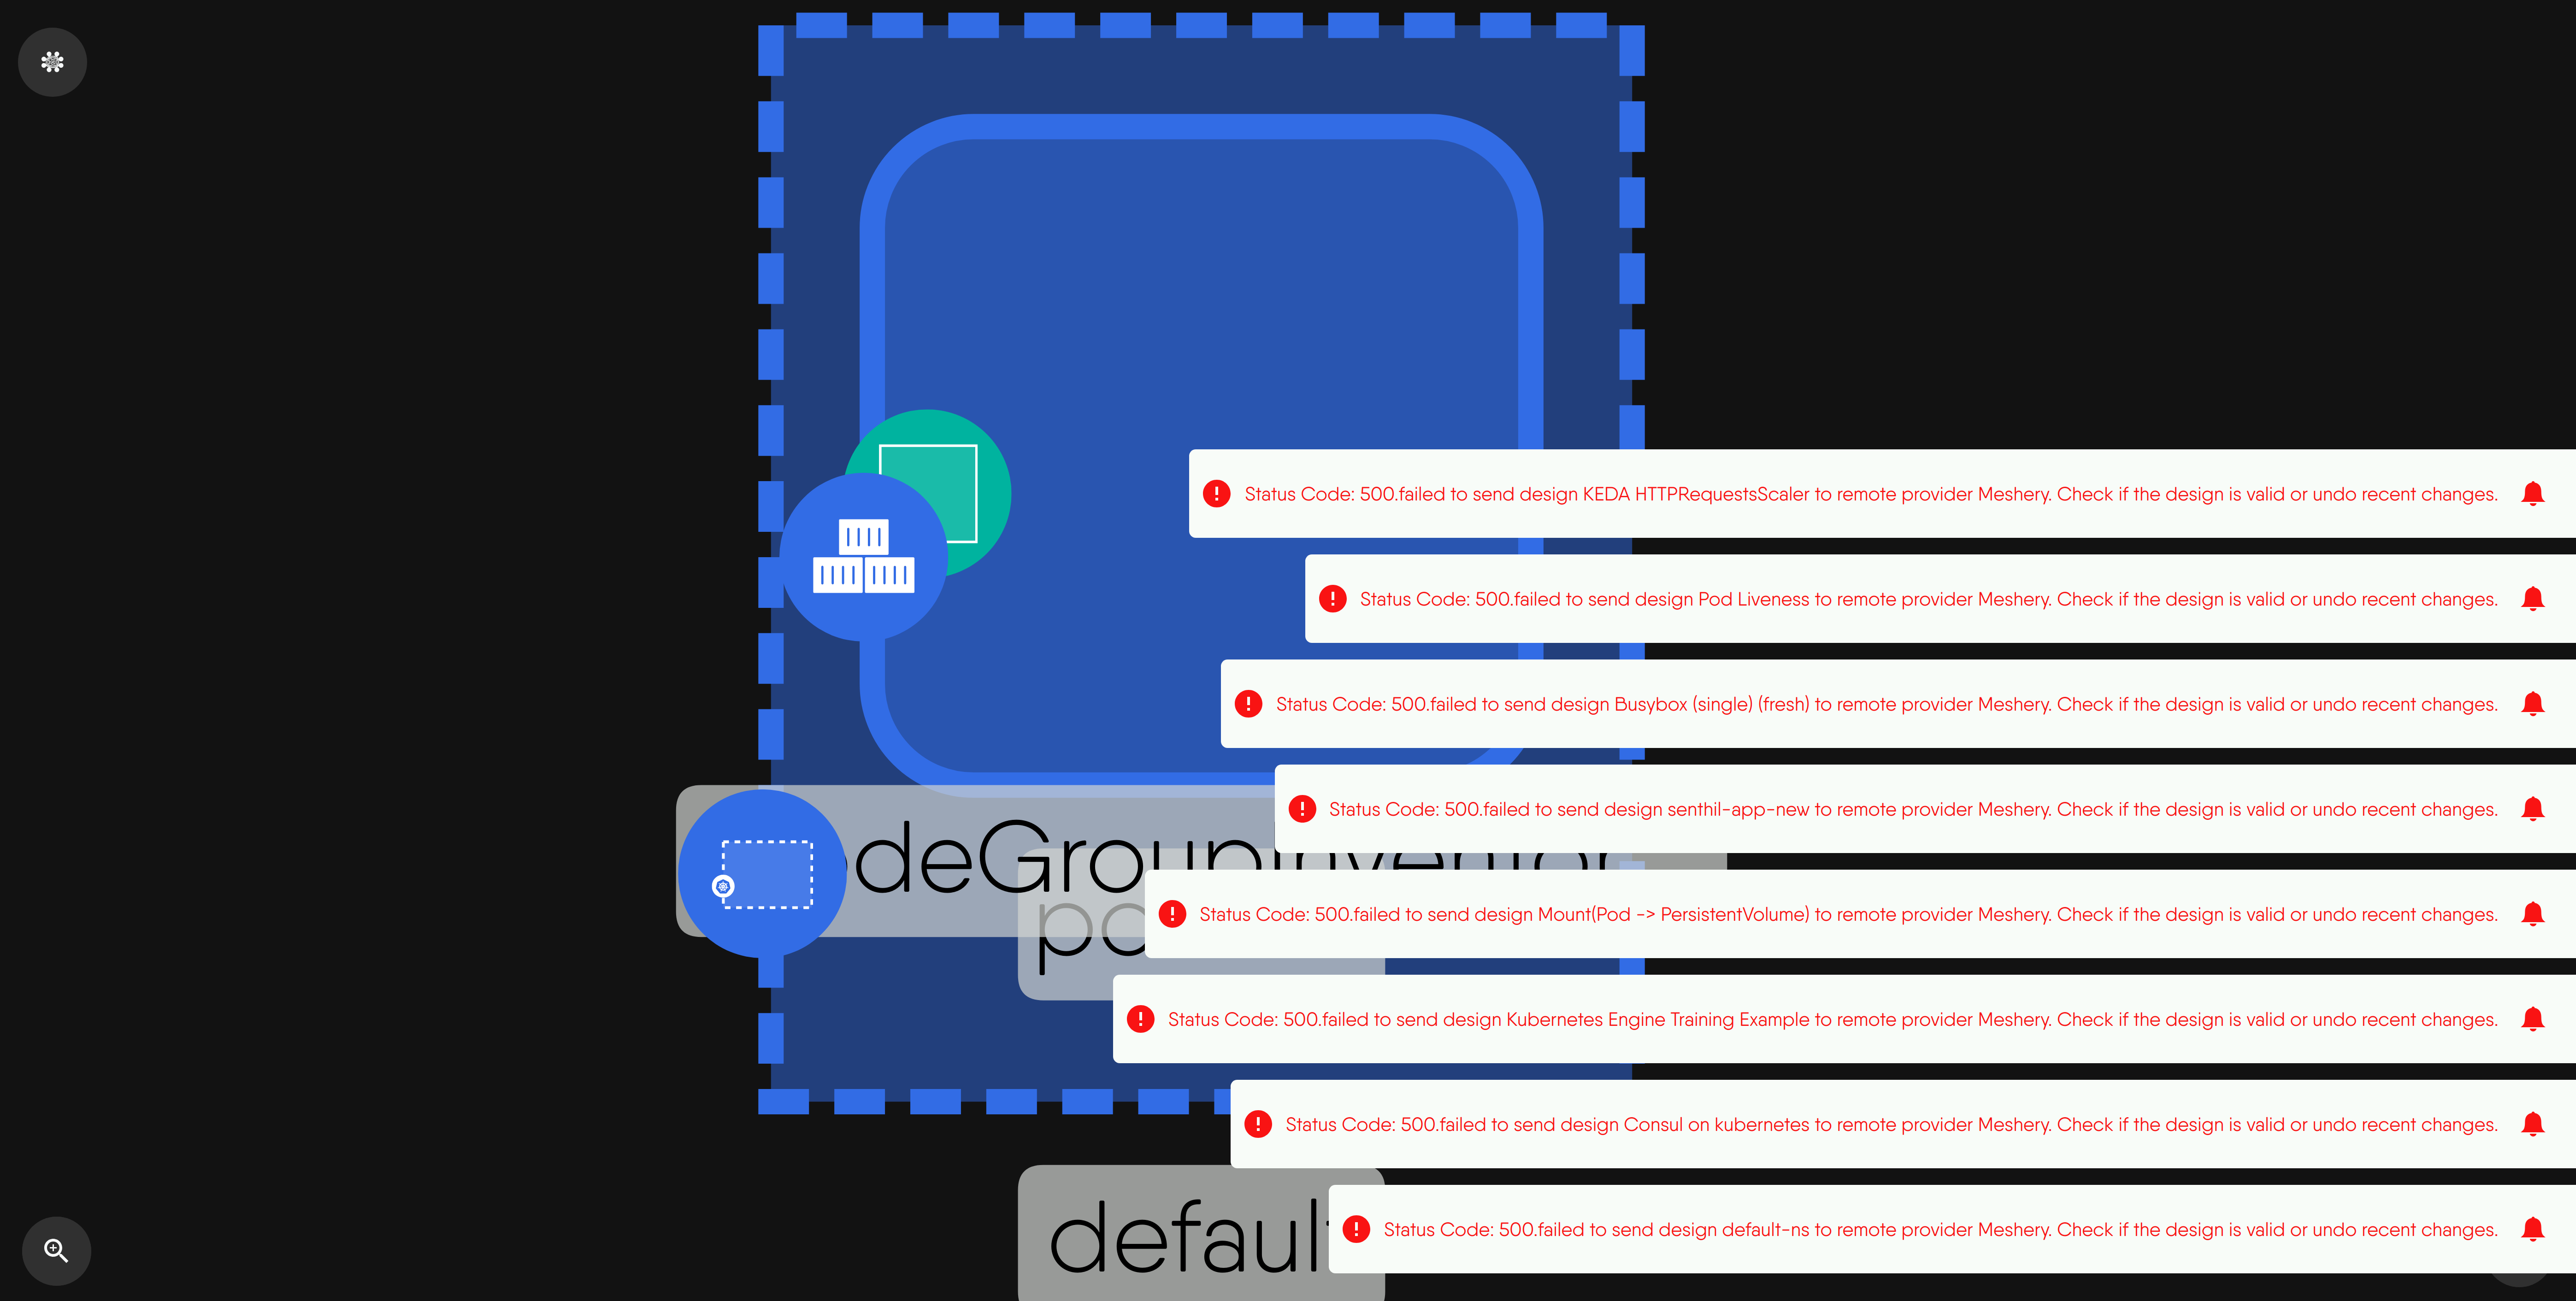 Status Code: 500.failed to send design KEDA HTTPRequestsScaler to remote provider Meshery. Check if the design is valid or undo recent changes.
Status Code: 500.failed to send design Pod Liveness to remote provider Meshery. Check if the design is valid or undo recent changes.
Status Code: 500.failed to send design Busybox (single) (fresh) to remote provider Meshery. Check if the design is valid or undo recent changes.
Status Code: 500.failed to send design senthil-app-new to remote provider Meshery. Check if the design is valid or undo recent changes.
deGroupInventor
Status Code: 500.failed to send design Mount(Pod -> PersistentVolume) to remote provider Meshery. Check if the design is valid or undo recent changes.
po
Status Code: 500.failed to send design Kubernetes Engine Training Example to remote provider Meshery. Check if the design is valid or undo recent changes.
Status Code: 500.failed to send design Consul on kubernetes to remote provider Meshery. Check if the design is valid or undo recent changes.
default
Status Code: 500.failed to send design default-ns to remote provider Meshery. Check if the design is valid or undo recent changes.